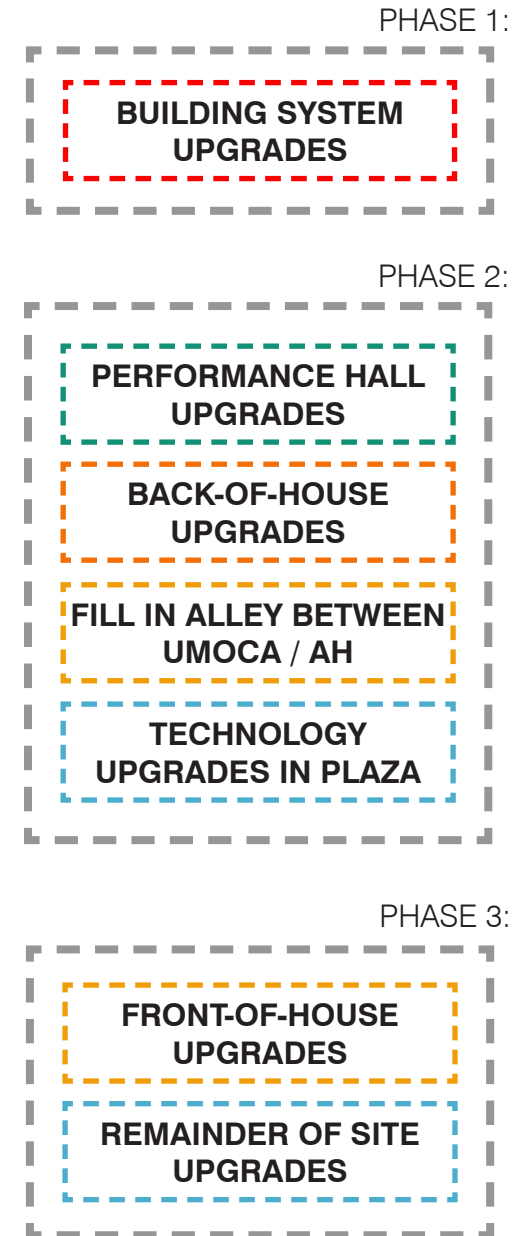 PHASE 1:
BUILDING SYSTEM
UPGRADES
PHASE 2:
PERFORMANCE HALL
UPGRADES
BACK-OF-HOUSE
UPGRADES
FILL IN ALLEY BETWEEN
UMOCA / AH
TECHNOLOGY
UPGRADES IN PLAZA
PHASE 3:
FRONT-OF-HOUSE
UPGRADES
REMAINDER OF SITE
UPGRADES